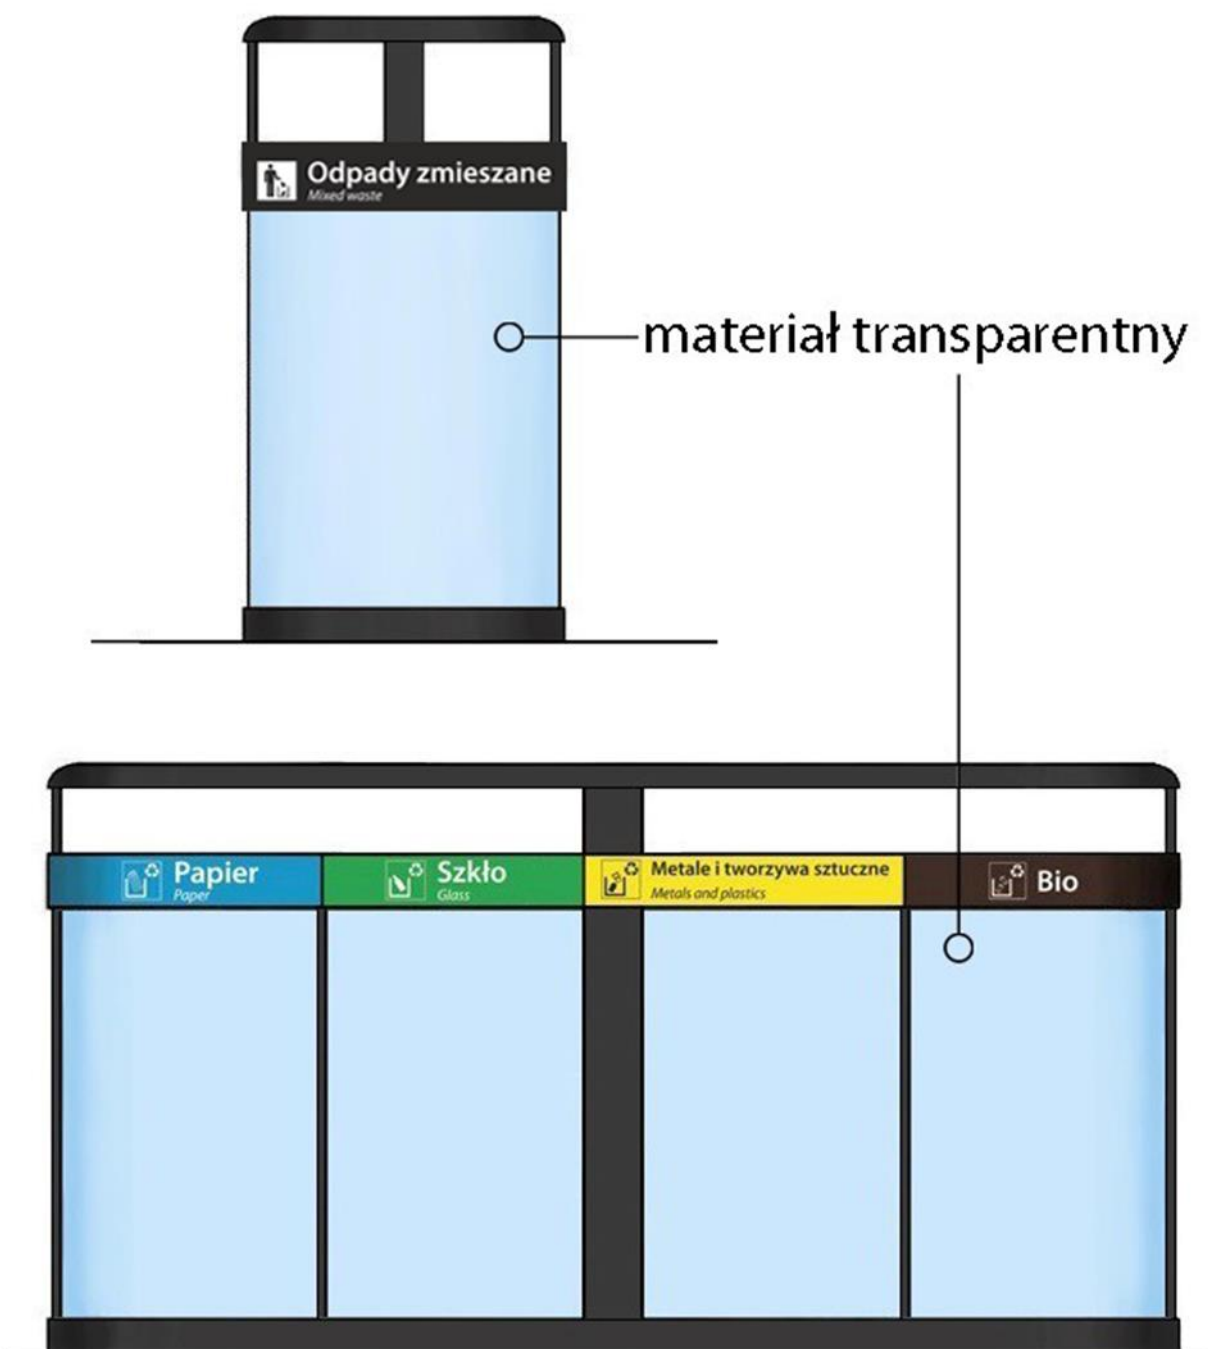 Odpady zmieszane
Mixed waste
materiał transparentny
Papier
Paper
Szkło
Glass
Metale i tworzywa sztuczne
Metals and plastics
Bio